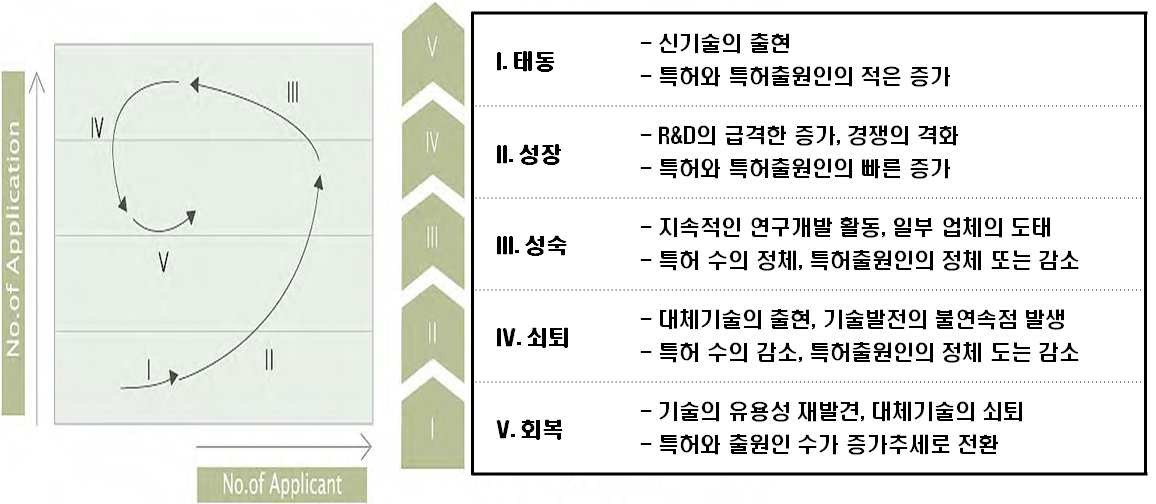 No.of Application
I
II
III
IV
V
No.of Applicant
V
IV
III
II
I
I. 태동
- 신기술의 출현
- 특허와 특허출원인의 적은 증가
II. 성장
- R&D의 급격한 증가, 경쟁의 격화
- 특허와 특허출원인의 빠른 증가
III. 성숙
- 지속적인 연구개발 활동, 일부 업체의 도태
- 특허 수의 정체, 특허출원인의 정체 또는 감소
IV. 쇠퇴
- 대체기술의 출현, 기술발전의 불연속점 발생
- 특허 수의 감소, 특허출원인의 정체 도는 감소
V. 회복
- 기술의 유용성 재발견, 대체기술의 쇠퇴
- 특허와 출원인 수가 증가추세로 전환